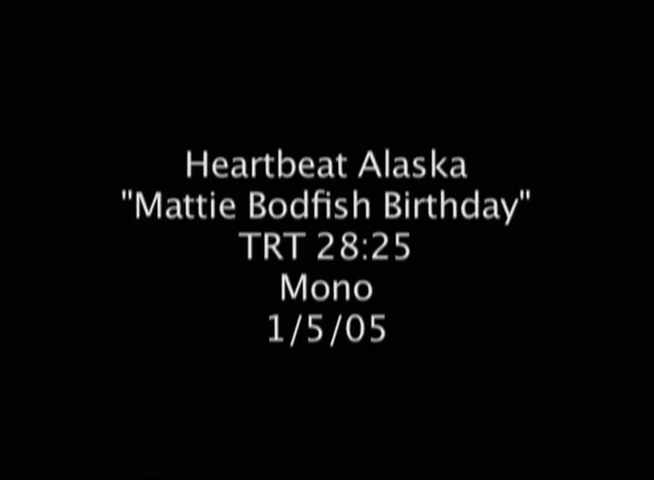 Heartbeat Alaska
"Mattie Bodfish Birthday"
TRT 28:25
Mono
1/5/05